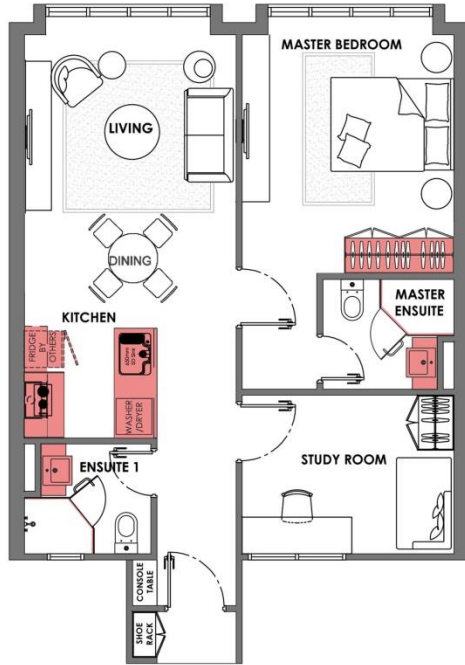 MASTER BEDROOM
LIVING
DINING
KITCHEN
MASTER
ENSUITE
FRIDGE
BY
OTHERS
WASHER
/DRYER
ENSUITE 1
STUDY ROOM
CONSOLE
TABLE
SHOE
RACK